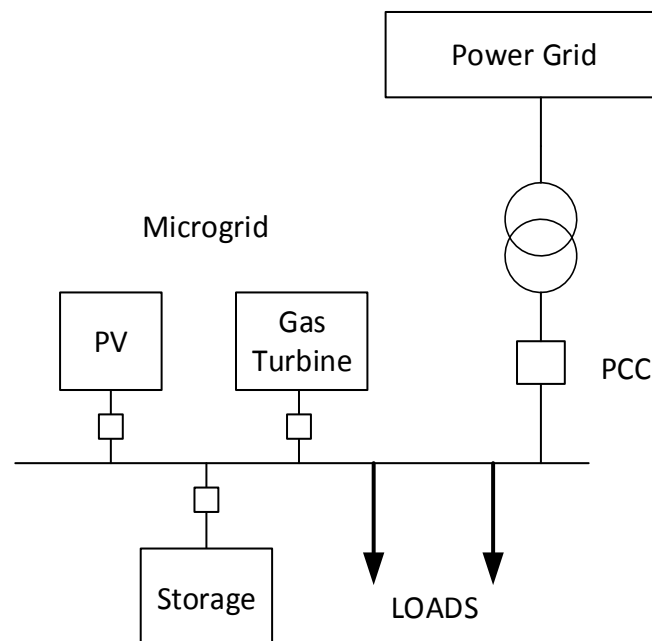 Power Grid
Microgrid
PV
Gas
Turbine
PCC
Storage
LOADS